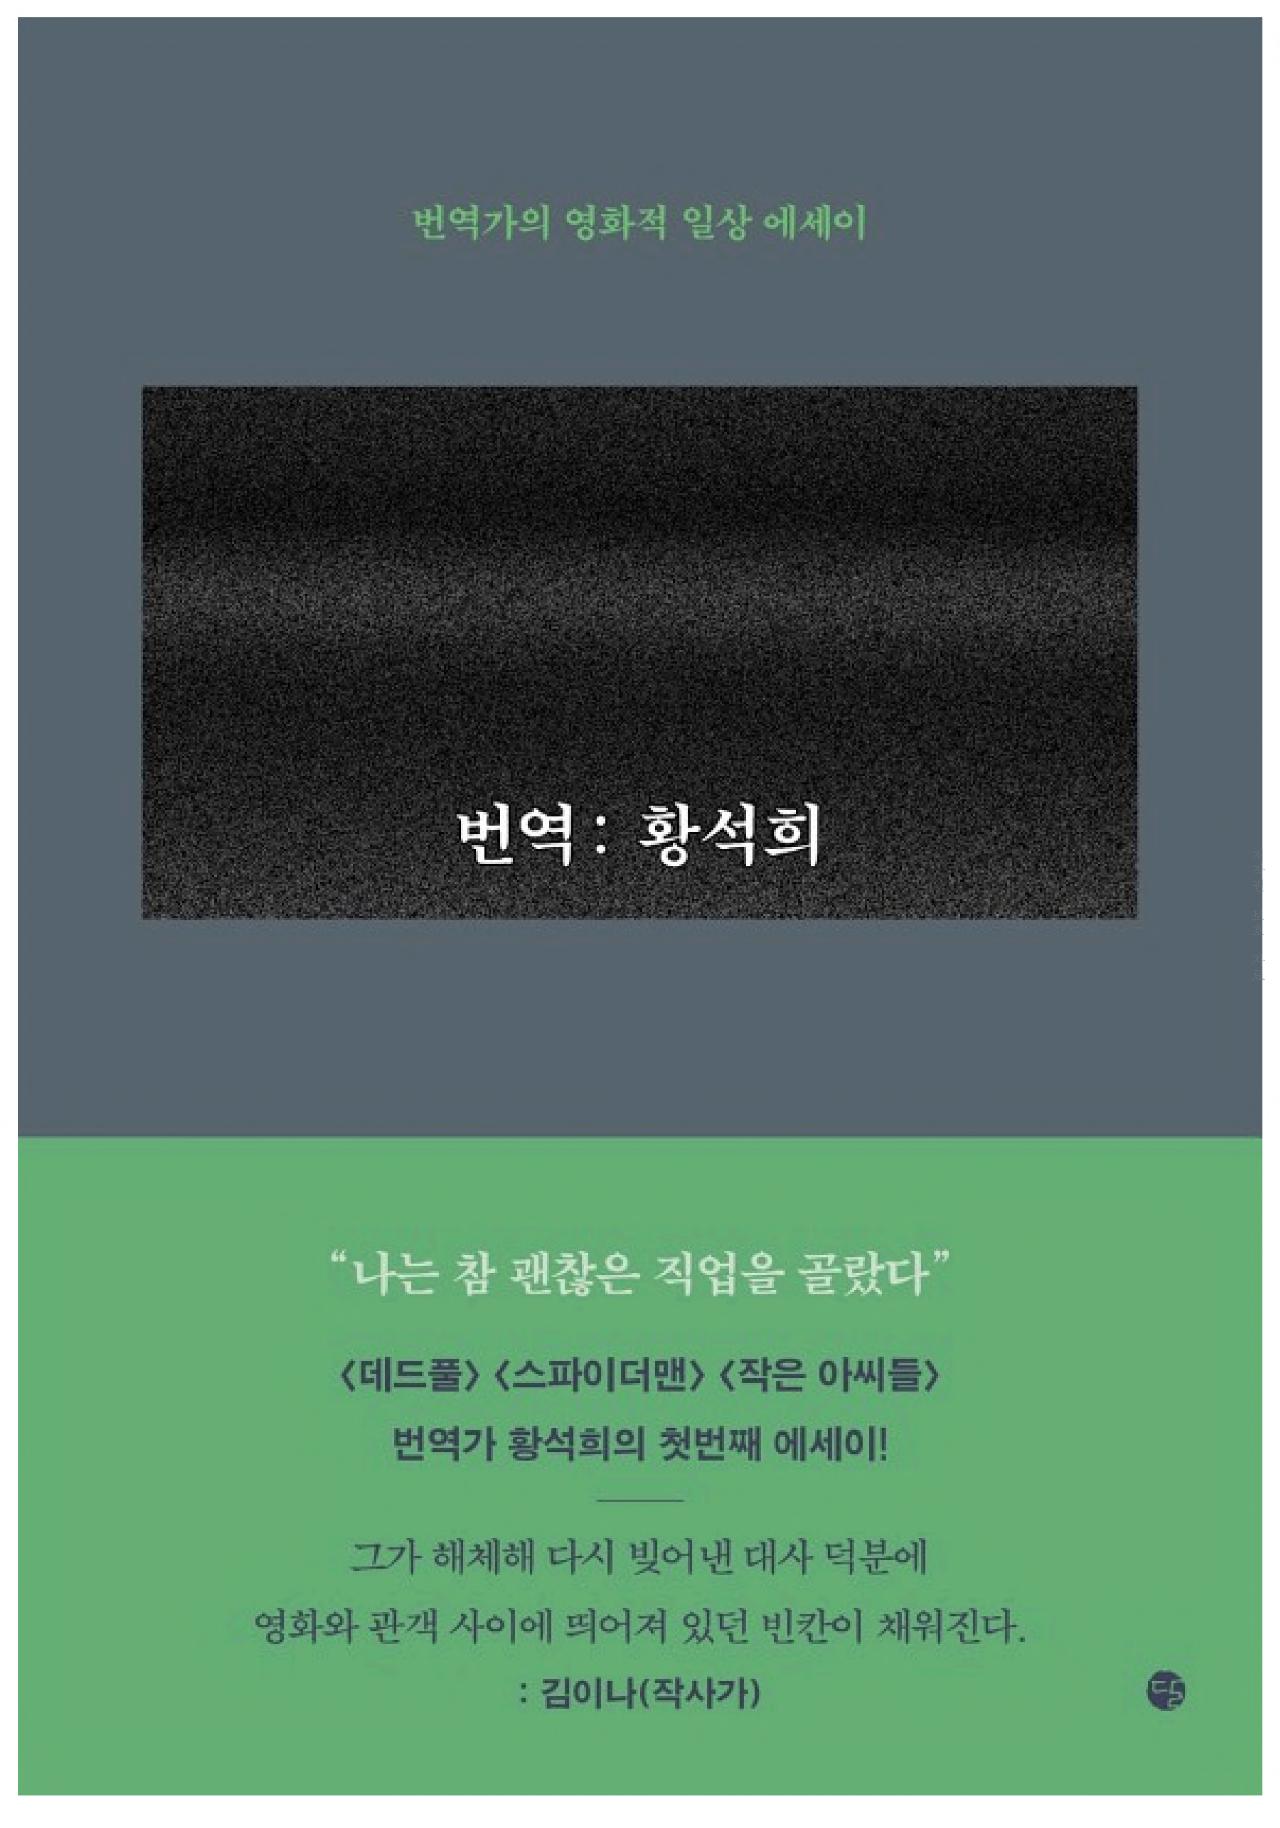 번역가의 영화적 일상 에세이
번역: 황석희
“나는 참 괜찮은 직업을 골랐다”
〈데드풀〉 〈스파이더맨〉 〈작은 아씨들〉
번역가 황석희의 첫번째 에세이!
그가 해체해 다시 빚어낸 대사 덕분에
영화와 관객 사이에 띄어져 있던 빈칸이 채워진다.
: 김이나(작사가)
달